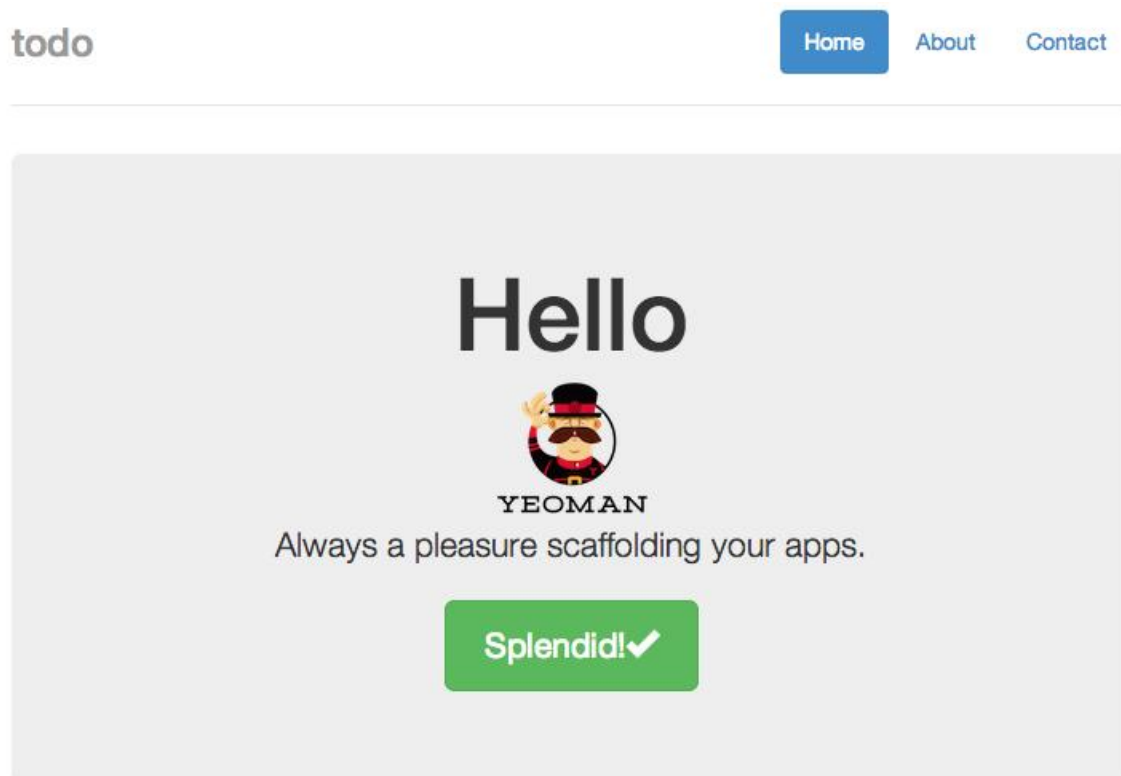 todo Home About Contact
Hello
YEOMAN
Always a pleasure scaffolding your apps.
Splendid!✔